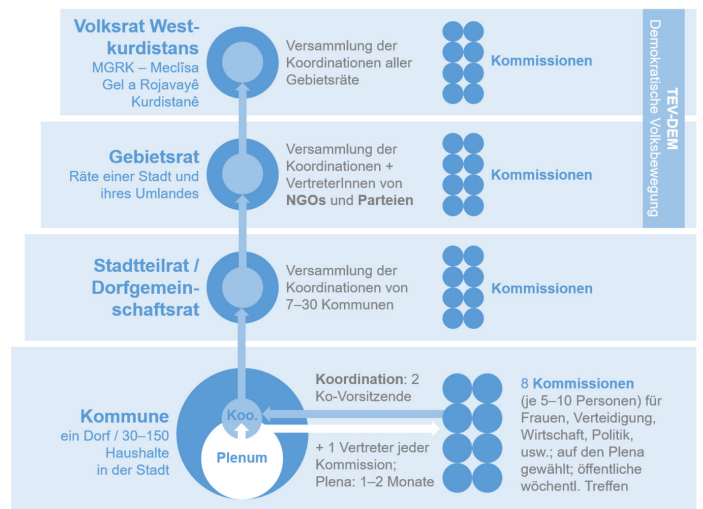 Volksrat West-
kurdistans
MGRK – Meclîsa
Gel a Rojavayê
Kurdistanê
Versammlung der
Koordinationen aller
Gebietsräte
Kommissionen
TEV-DEM
Demokratische Volksbewegung
Gebietsrat
Räte einer Stadt und
ihres Umlandes
Versammlung der
Koordinationen +
VertreterInnen von
NGOs und Parteien
Kommissionen
Stadtteilrat /
Dorfgemein-
schaftsrat
Versammlung der
Koordinationen von
7–30 Kommunen
Kommissionen
Kommune
ein Dorf / 30–150
Haushalte
in der Stadt
Koo.
Plenum
Koordination: 2
Ko-Vorsitzende
+ 1 Vertreter jeder
Kommission;
Plena: 1–2 Monate
8 Kommissionen
(je 5–10 Personen) für
Frauen, Verteidigung,
Wirtschaft, Politik,
usw.; auf den Plena
gewählt; öffentliche
wöchentl. Treffen